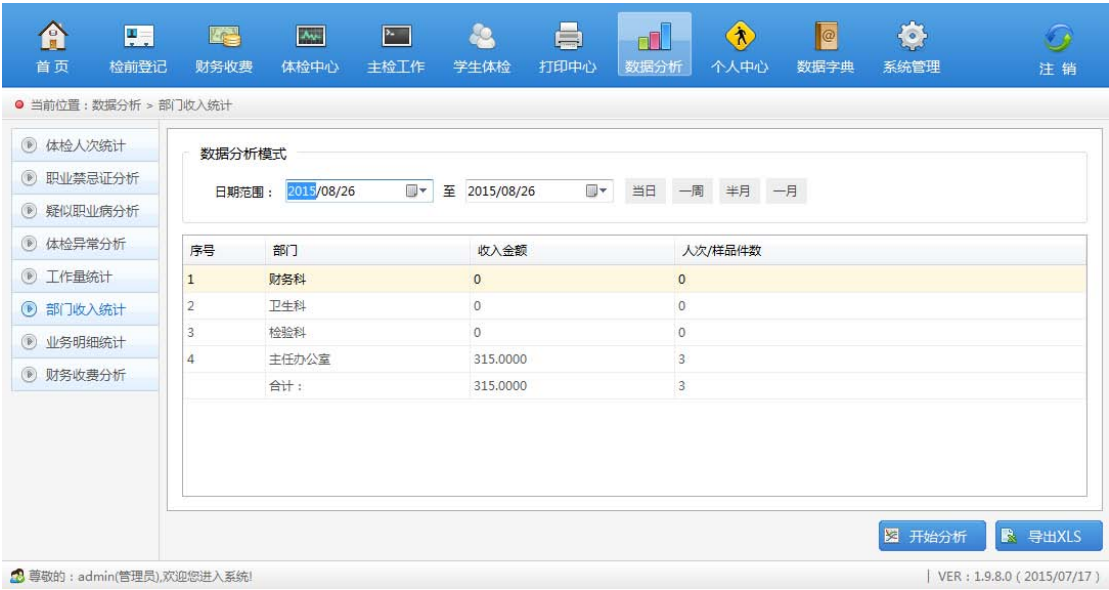 首 页 检前登记 财务收费 体检中心 主检工作 学生体检 打印中心 数据分析 个人中心 数据字典 系统管理 注 销
当前位置：数据分析 > 部门收入统计
体检人次统计
职业禁忌证分析
疑似职业病分析
体检异常分析
工作量统计
部门收入统计
业务明细统计
财务收费分析
数据分析模式
日期范围： 2015/08/26 至 2015/08/26 当日 一周 半月 一月
序号 部门 收入金额 人次/样品件数
1 财务科 0 0
2 卫生科 0 0
3 检验科 0 0
4 主任办公室 315.0000 3
合计： 315.0000 3
开始分析 导出XLS
尊敬的：admin(管理员),欢迎您进入系统! | VER：1.9.8.0 ( 2015/07/17 )